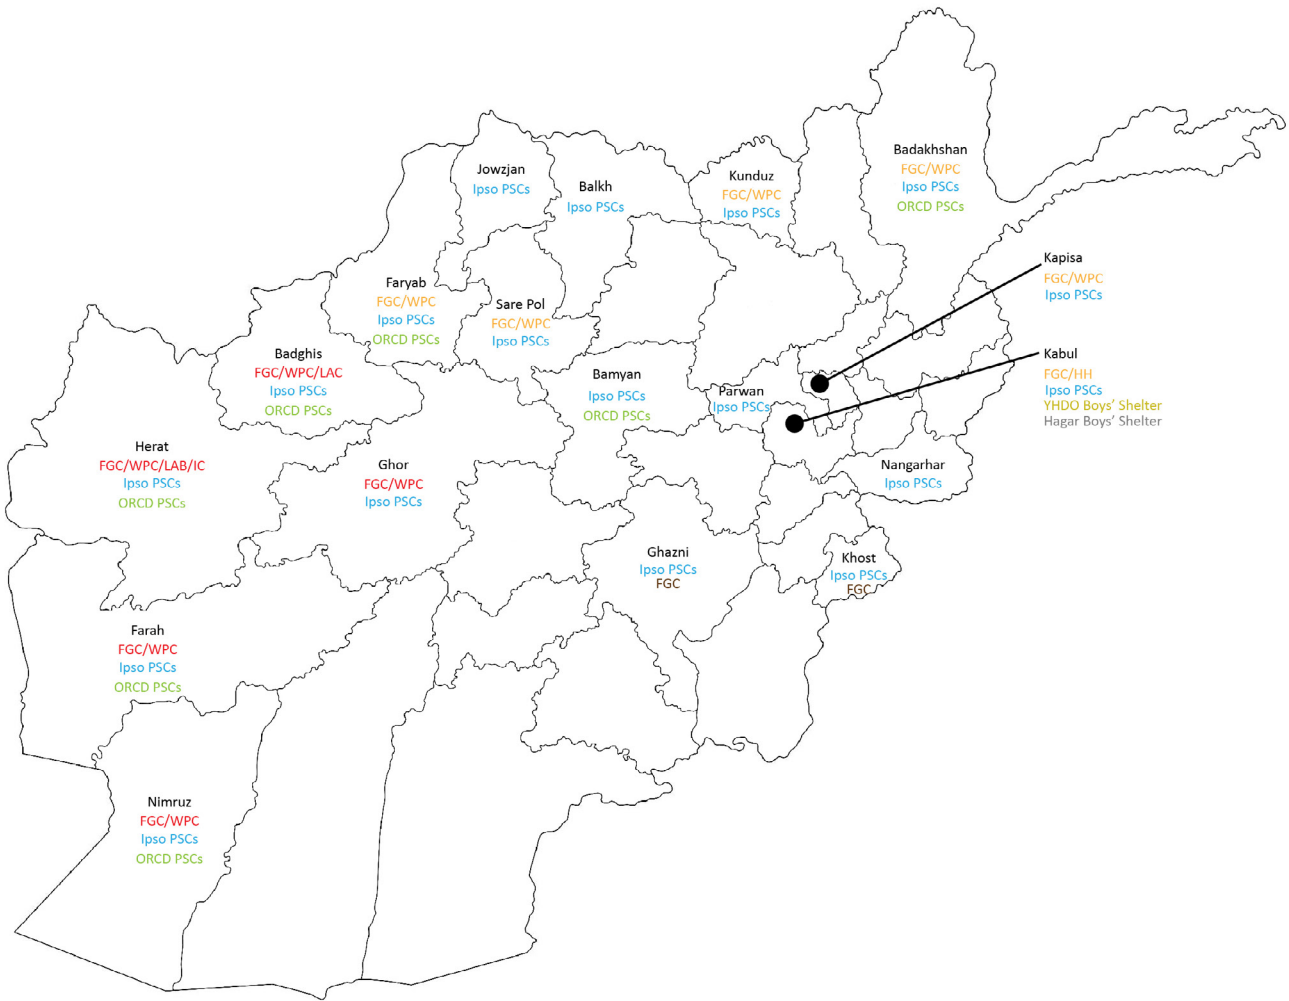 Badakhshan
FGC/WPC
Ipso PSCs
ORCD PSCs
Jowzjan
Ipso PSCs
Balkh
Ipso PSCs
Kunduz
FGC/WPC
Ipso PSCs
Kapisa
FGC/WPC
Ipso PSCs
Faryab
FGC/WPC
Ipso PSCs
ORCD PSCs
Sare Pol
FGC/WPC
Ipso PSCs
Badghis
FGC/WPC/LAC
Ipso PSCs
ORCD PSCs
Bamyan
Ipso PSCs
ORCD PSCs
Parwan
Ipso PSCs
Kabul
FGC/HH
Ipso PSCs
YHDO Boys' Shelter
Hagar Boys' Shelter
Herat
FGC/WPC/LAB/IC
Ipso PSCs
ORCD PSCs
Ghor
FGC/WPC
Ipso PSCs
Nangarhar
Ipso PSCs
Ghazni
Ipso PSCs
FGC
Khost
Ipso PSCs
FGC
Farah
FGC/WPC
Ipso PSCs
ORCD PSCs
Nimruz
FGC/WPC
Ipso PSCs
ORCD PSCs